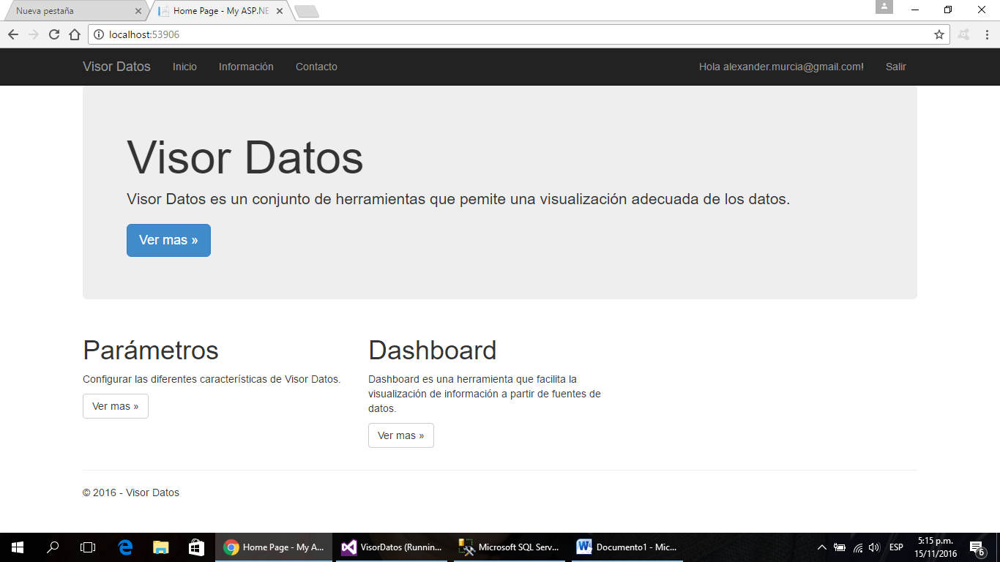 Nueva pestaña
Home Page - My ASP.NE
localhost:53906
Visor Datos Inicio Información Contacto Hola alexander.murcia@gmail.com! Salir
Visor Datos
Visor Datos es un conjunto de herramientas que pemite una visualización adecuada de los datos.
Ver mas »
Parámetros
Configurar las diferentes características de Visor Datos.
Ver mas »
Dashboard
Dashboard es una herramienta que facilita la
visualización de información a partir de fuentes de
datos.
Ver mas »
© 2016 - Visor Datos
Home Page - My A...
VisorDatos (Runnin...
Microsoft SQL Serv...
Documento1 - Mic...
ESP
5:15 p.m.
15/11/2016
6